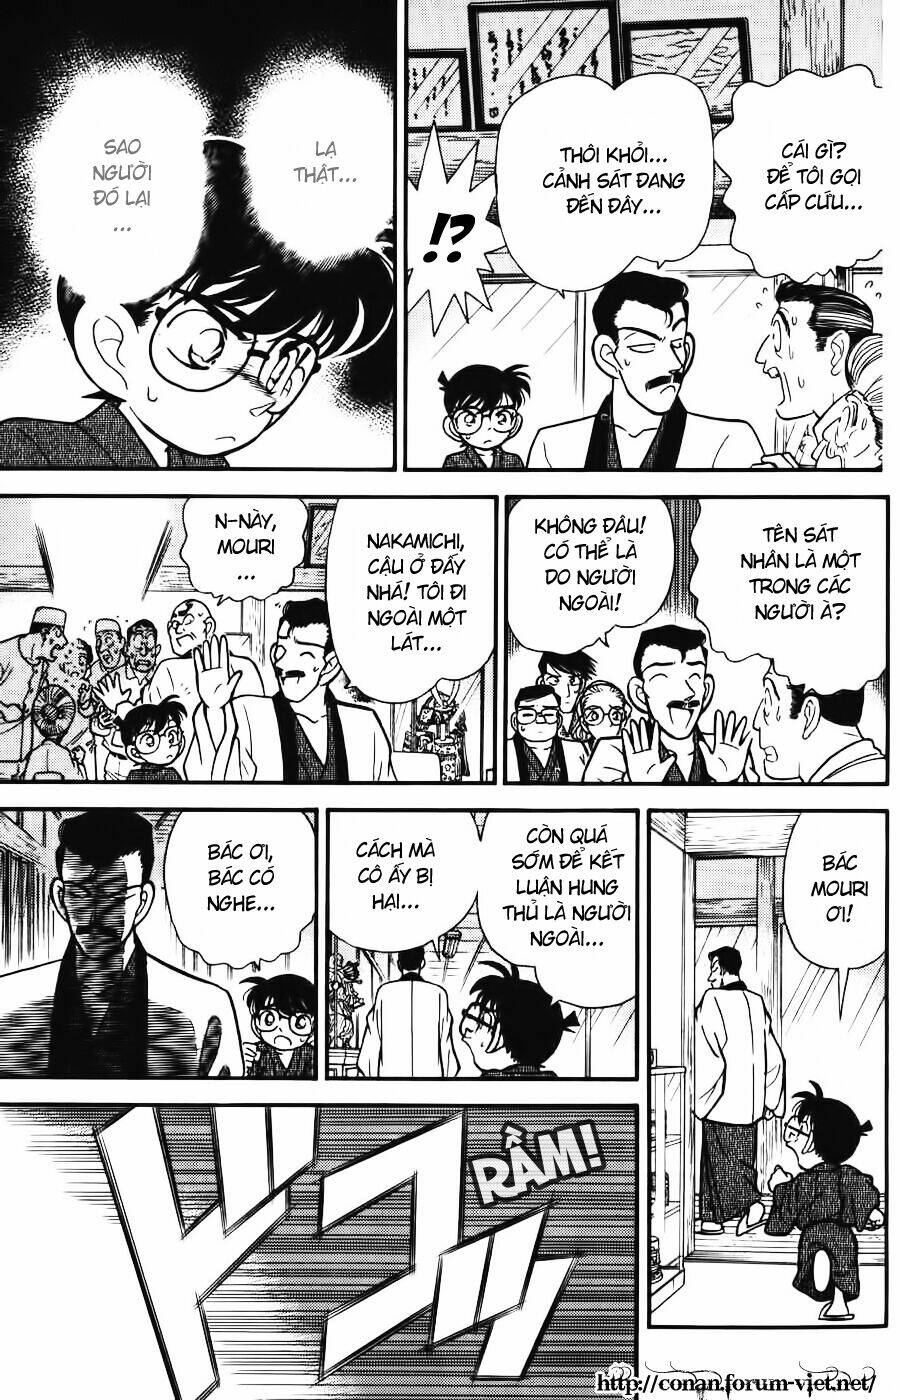 CÁI GÌ?
ĐỂ TÔI GỌI
CẤP CỨU...
THÔI KHỎI...
CẢNH SÁT ĐANG
ĐẾN ĐÂY...
!?
LẠ
THẬT...
SAO
NGƯỜI
ĐÓ LẠI
...
TÊN SÁT
NHÂN LÀ MỘT
TRONG CÁC
NGƯỜI À?
KHÔNG ĐÂU!
CÓ THỂ LÀ
DO NGƯỜI
NGOÀI!
NAKAMICHI,
CẬU Ở ĐẤY
NHÁ! TÔI ĐI
NGOÀI MỘT
LÁT...
N-NÀY,
MOURI
...
BÁC
MOURI
ƠI!
CÒN QUÁ
SỚM ĐỂ KẾT
LUẬN HUNG
THỦ LÀ NGƯỜI
NGOÀI...
CÁCH MÀ
CÔ ẤY BỊ
HẠI...
BÁC ƠI,
BÁC CÓ
NGHE...
RẦM!
ドゴッ
http://conan.forum-viet.net/